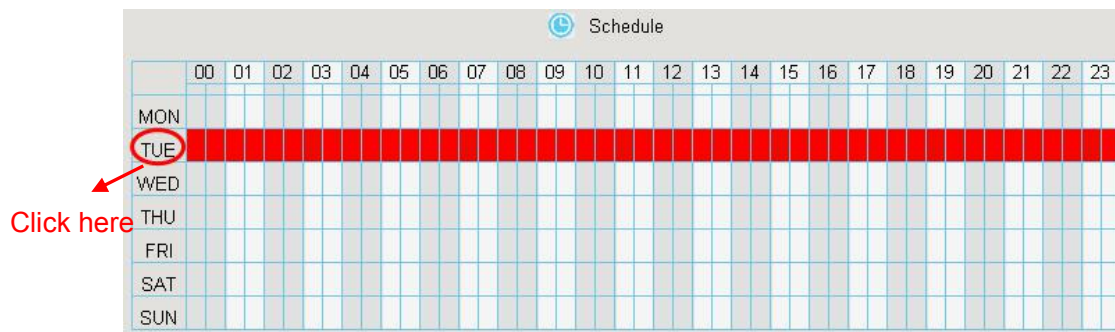 Schedule
00 01 02 03 04 05 06 07 08 09 10 11 12 13 14 15 16 17 18 19 20 21 22 23
MON
TUE
WED
THU
Click here
FRI
SAT
SUN